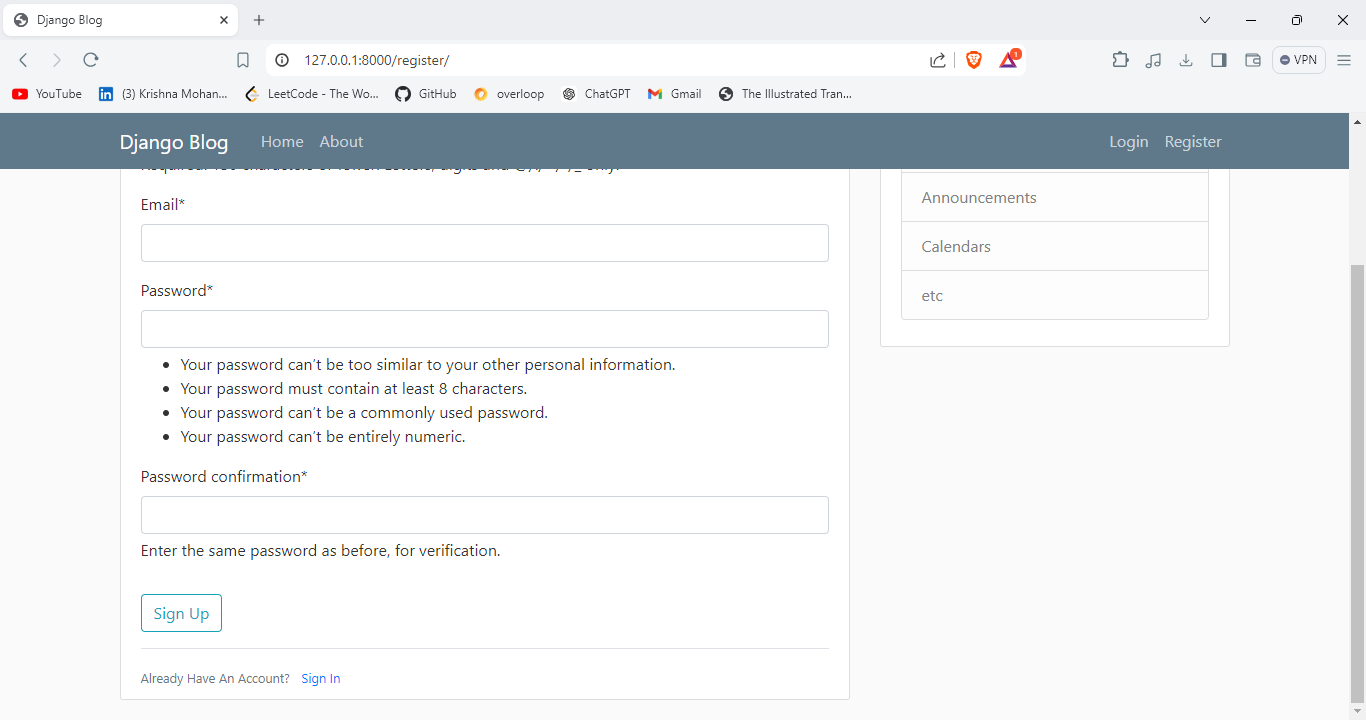 Django Blog
127.0.0.1:8000/register/
1
VPN
YouTube
(3) Krishna Mohan...
LeetCode - The Wo...
GitHub
overloop
ChatGPT
Gmail
The Illustrated Tran...
Django Blog Home About Login Register
Email*
Password*
Your password can't be too similar to your other personal information.
Your password must contain at least 8 characters.
Your password can't be a commonly used password.
Your password can't be entirely numeric.
Password confirmation*
Enter the same password as before, for verification.
Sign Up
Already Have An Account? Sign In
Announcements
Calendars
etc